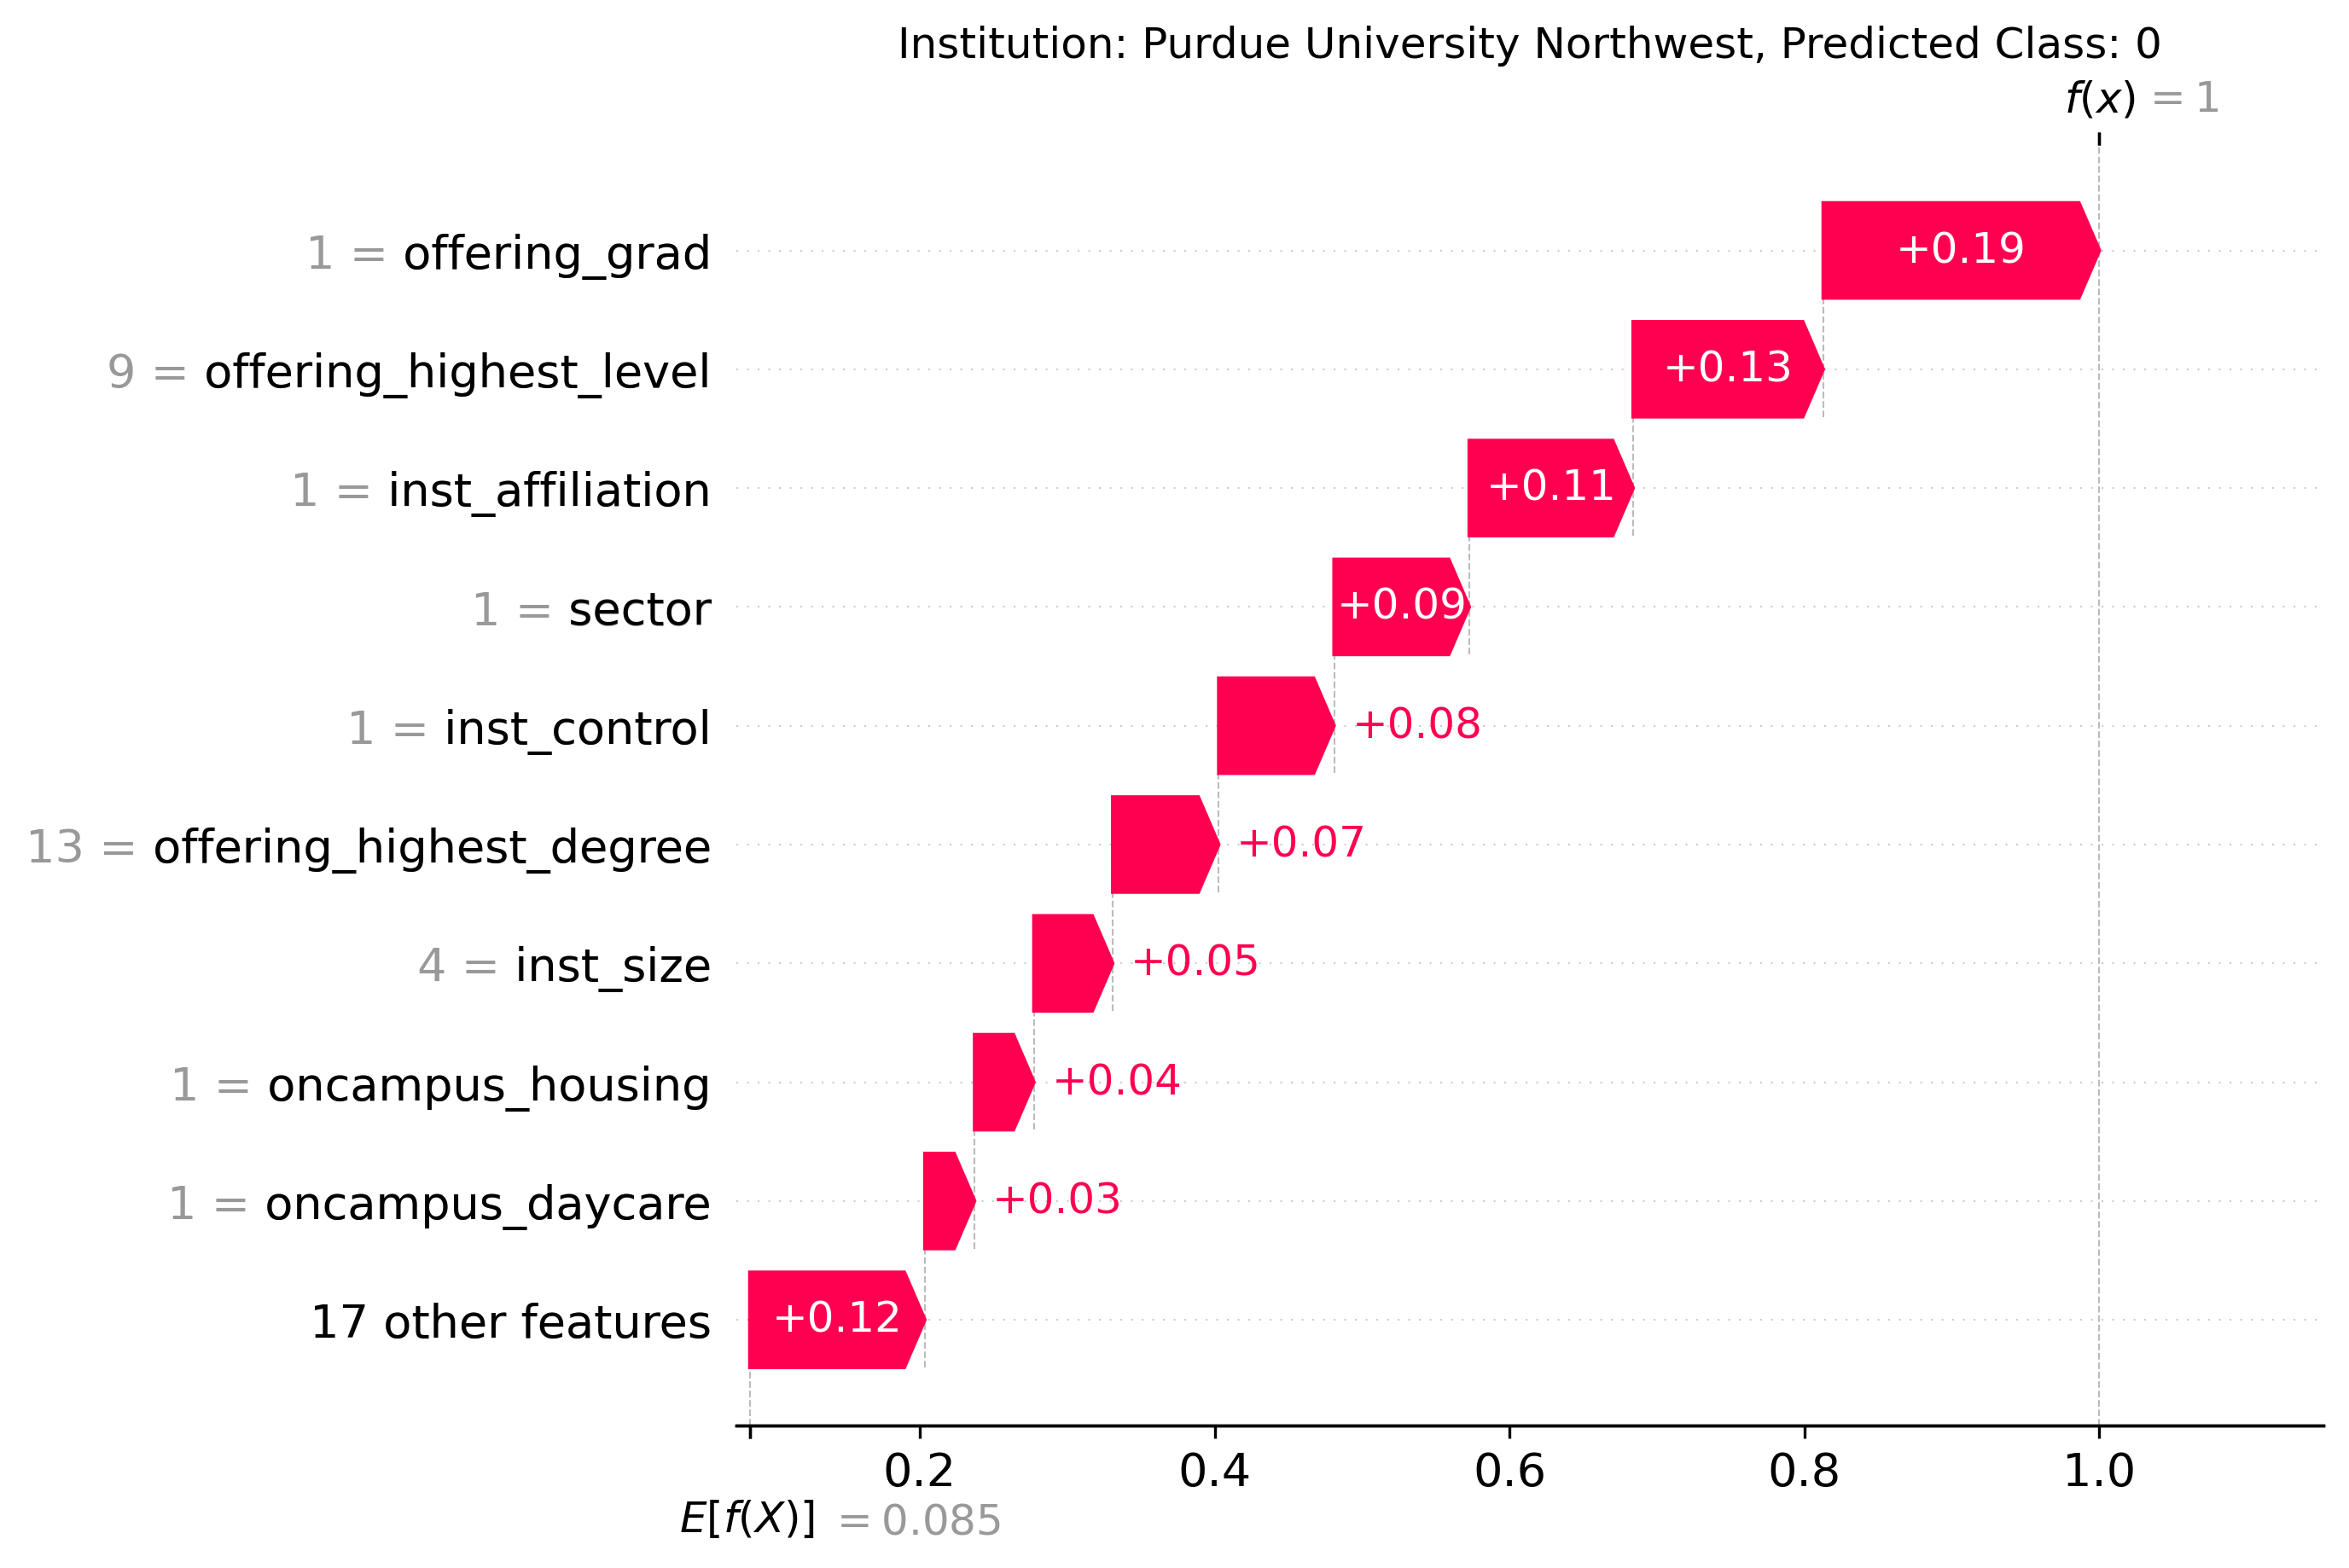 Institution: Purdue University Northwest, Predicted Class: 0
f(x) = 1
1 = offering_grad +0.19
9 = offering_highest_level +0.13
1 = inst_affiliation +0.11
1 = sector +0.09
1 = inst_control +0.08
13 = offering_highest_degree +0.07
4 = inst_size +0.05
1 = oncampus_housing +0.04
1 = oncampus_daycare +0.03
17 other features +0.12
0.2 0.4 0.6 0.8 1.0
E[f(X)] = 0.085